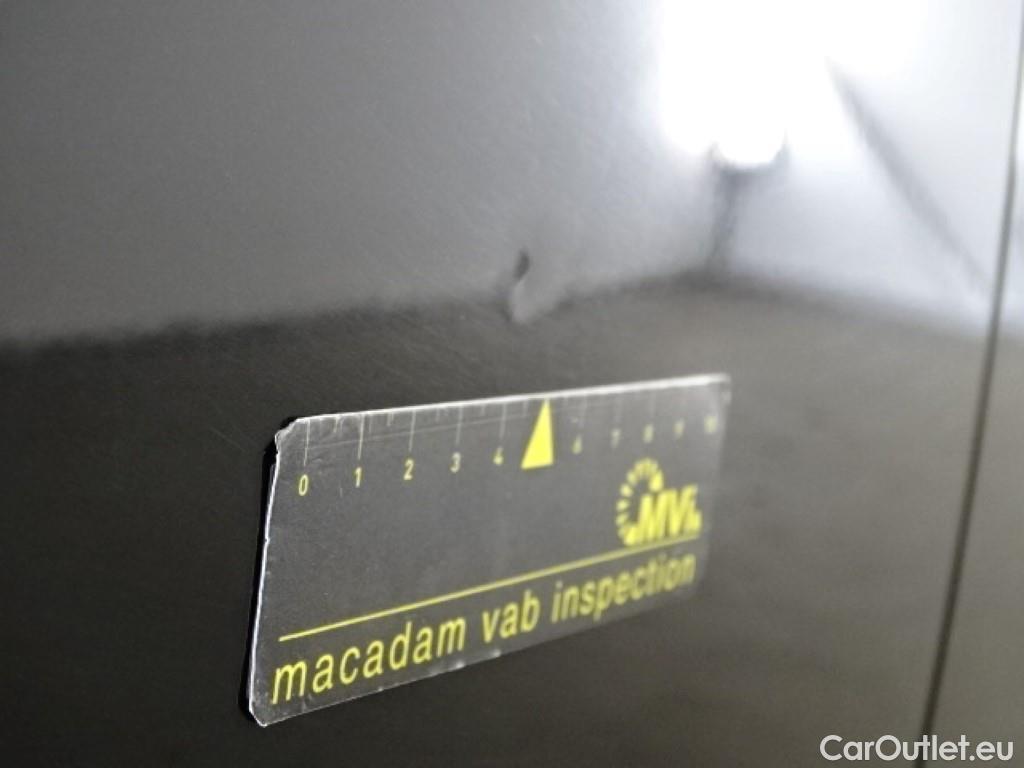 0 1 2 3 4 6 7 8 9 10
MVi
macadam vab inspection
CarOutlet.eu